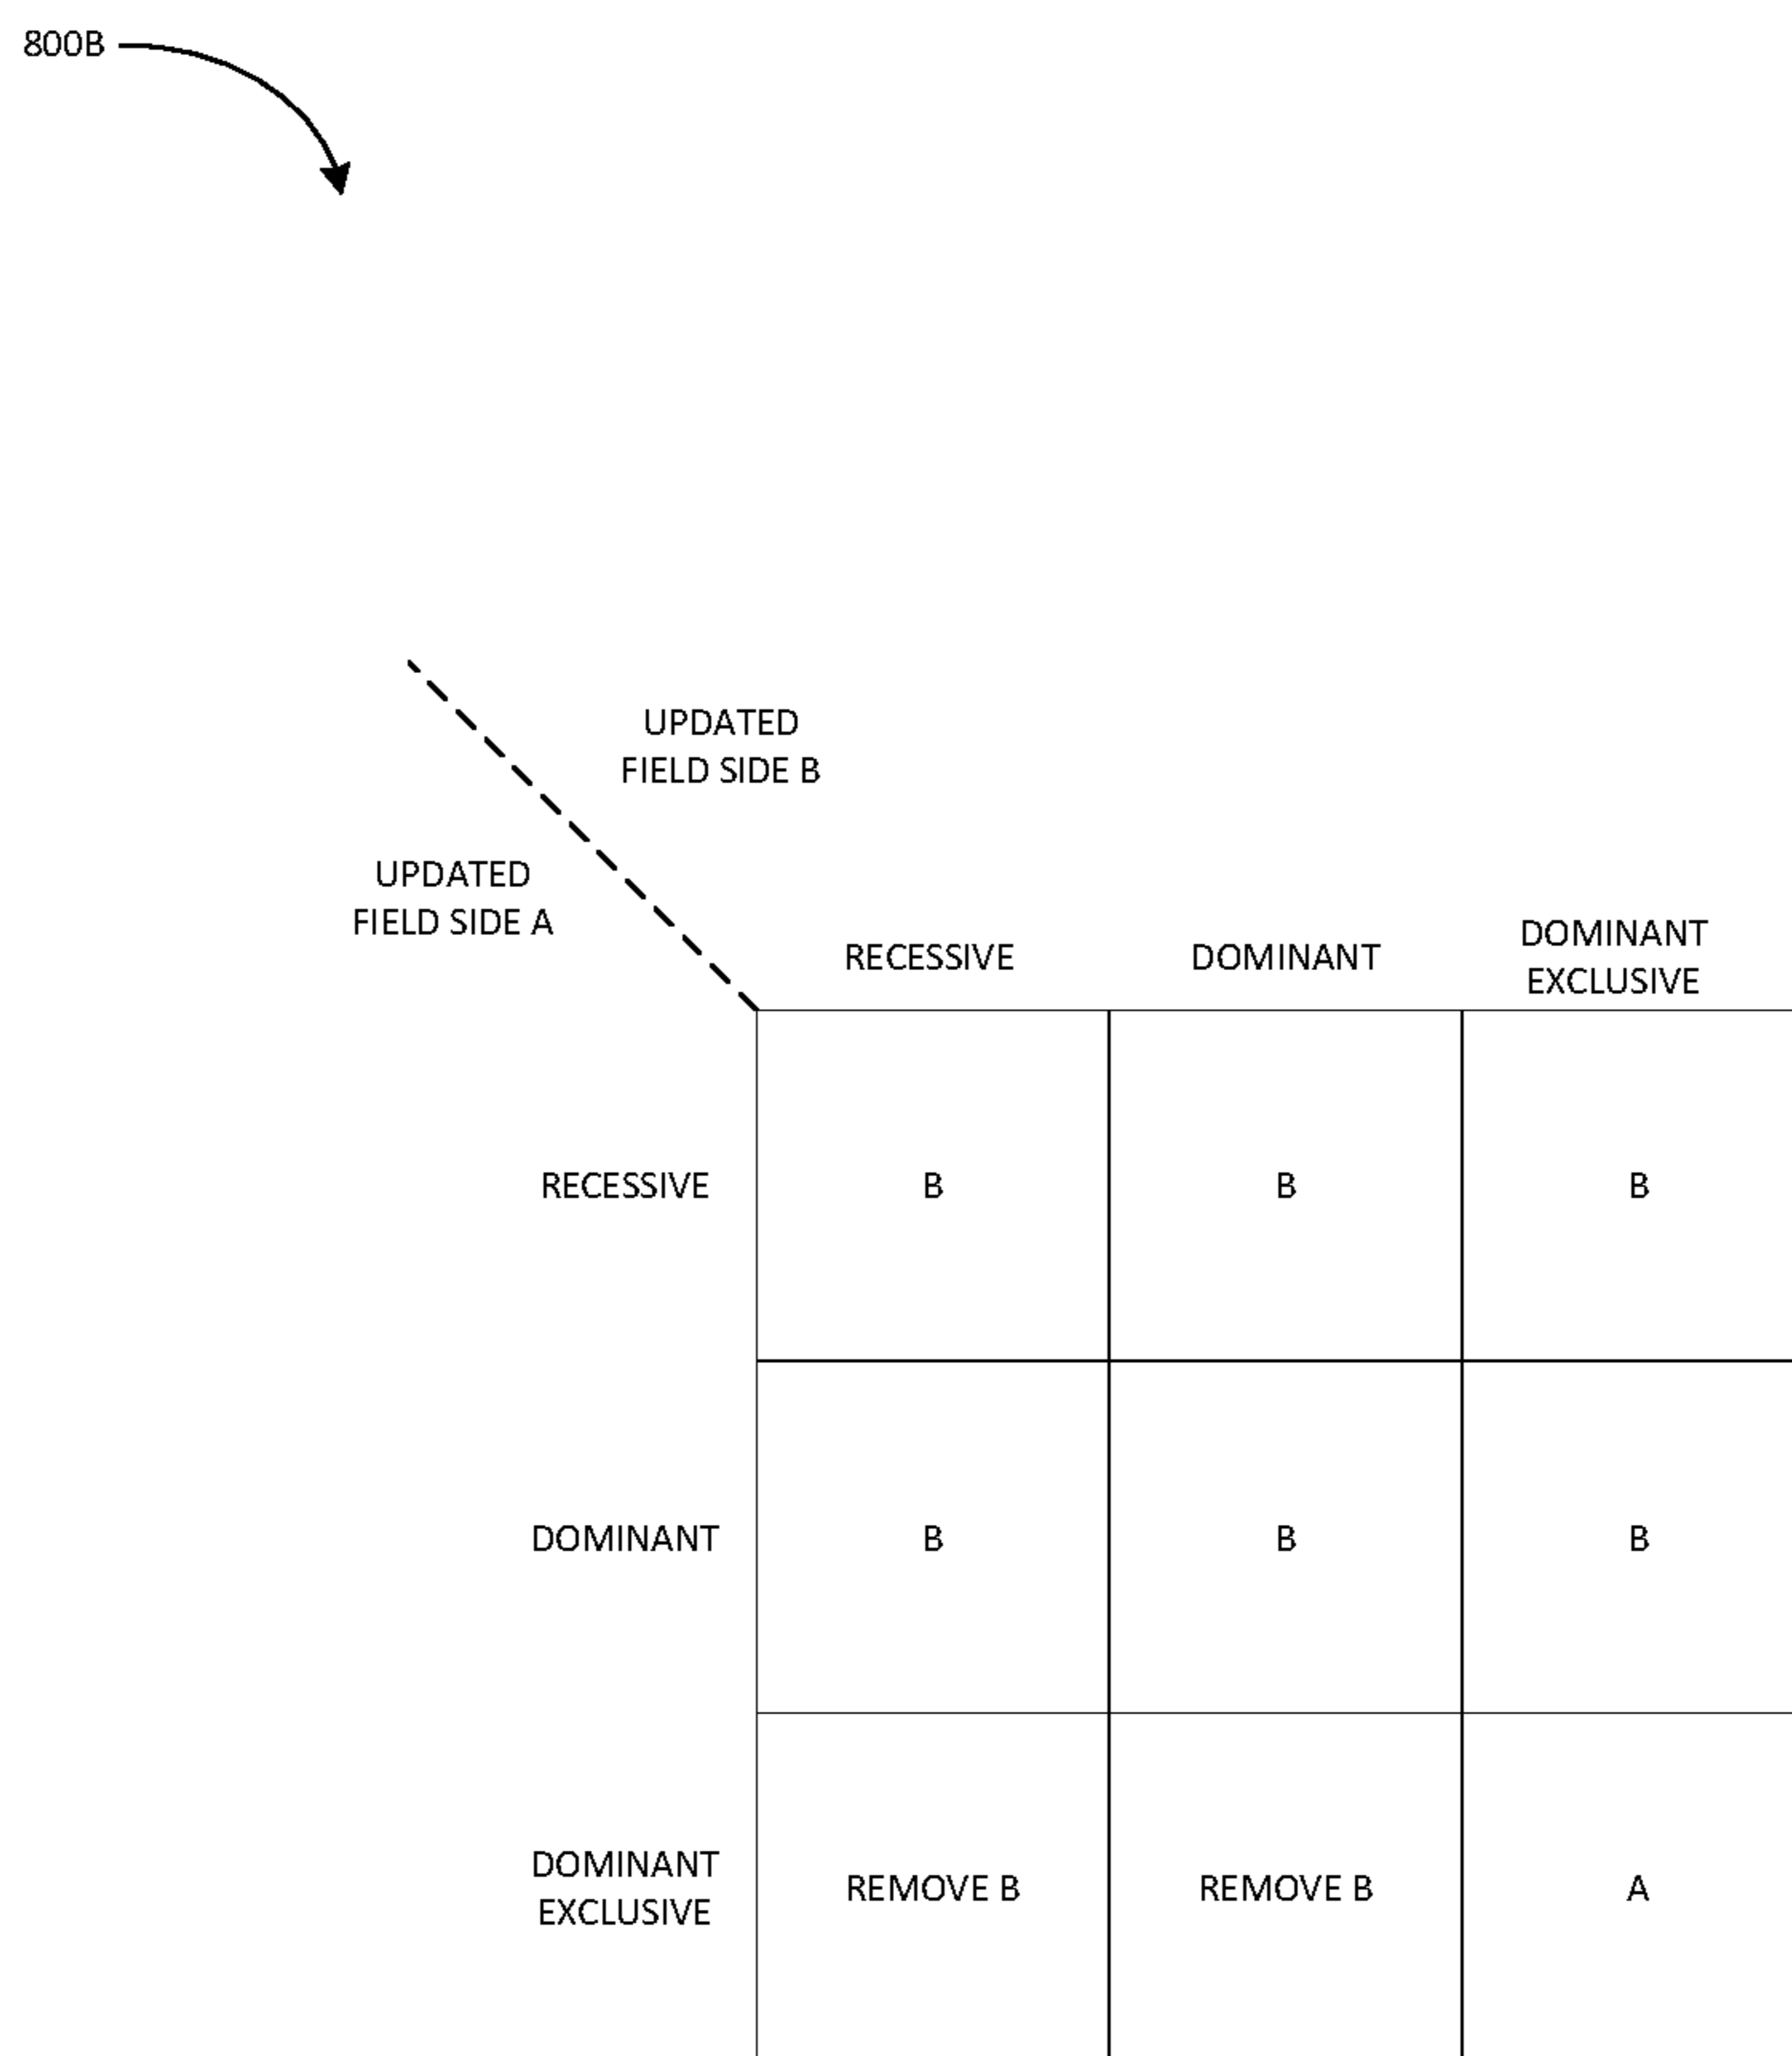 800B
UPDATED
FIELD SIDE B
UPDATED
FIELD SIDE A
RECESSIVE DOMINANT DOMINANT
EXCLUSIVE
RECESSIVE B B B
DOMINANT B B B
DOMINANT
EXCLUSIVE REMOVE B REMOVE B A